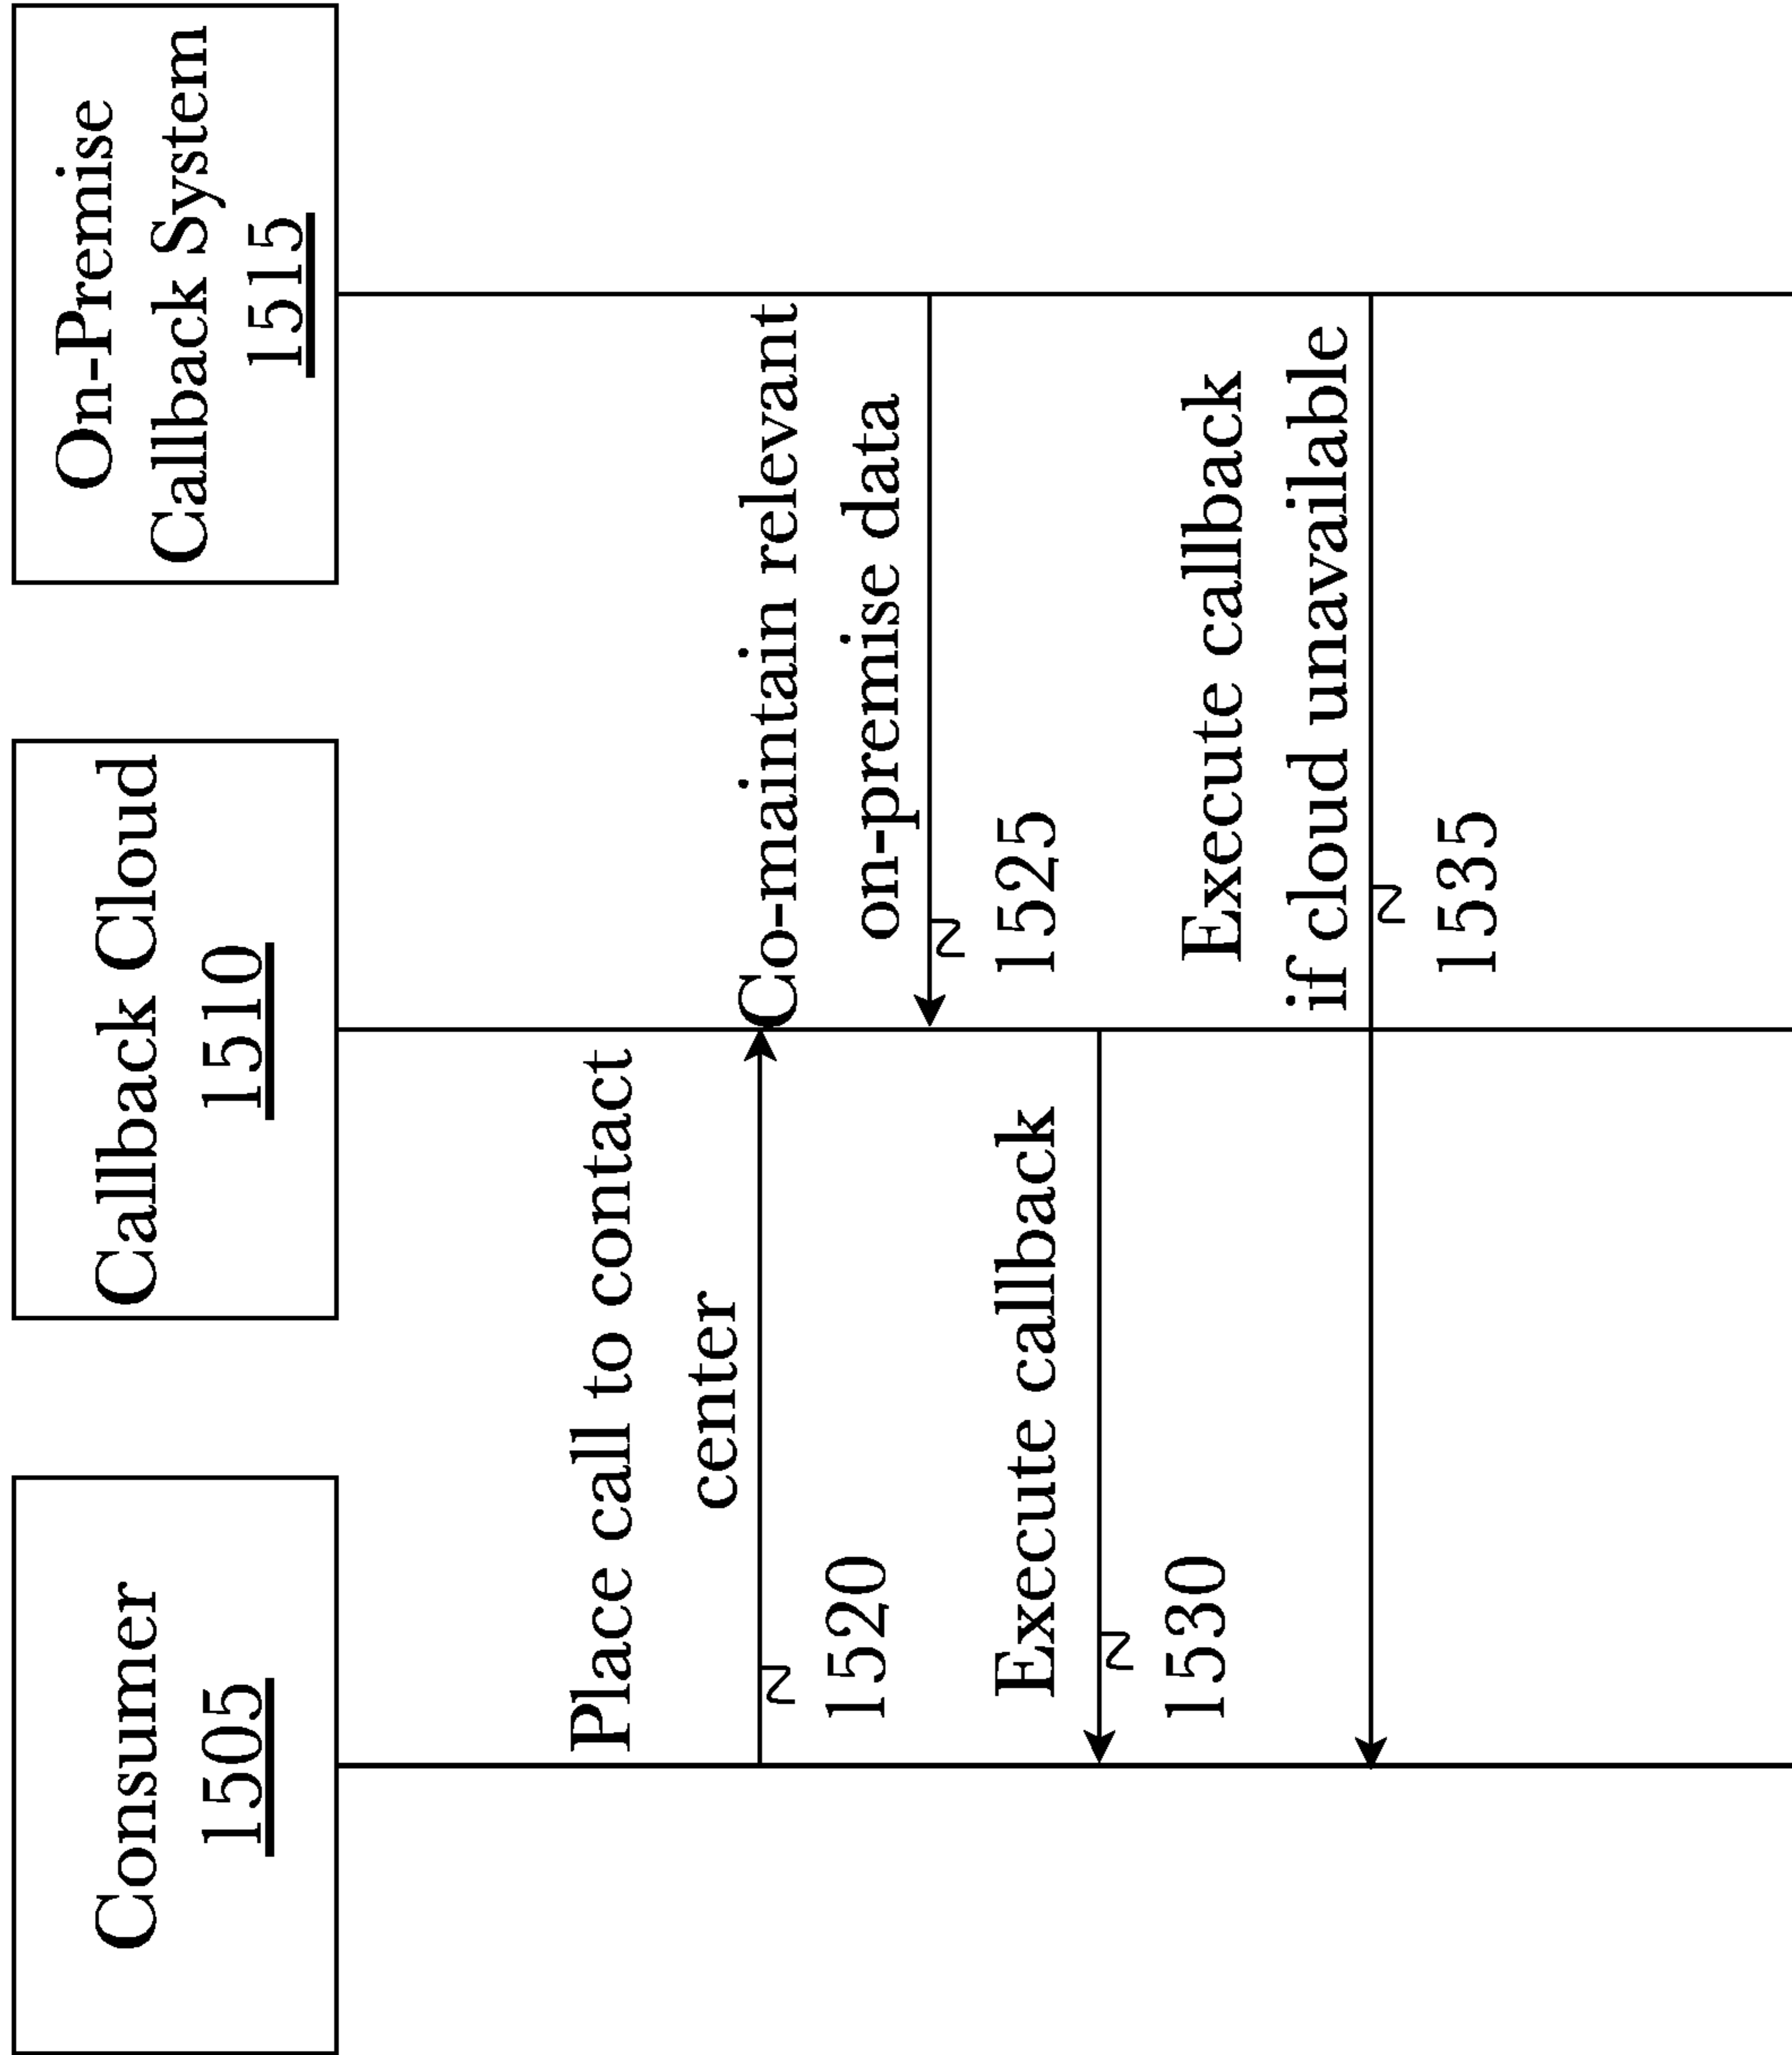 Consumer
1505
Callback Cloud
1510
On-Premise
Callback System
1515
Place call to contact
center
1520
Co-maintain relevant
on-premise data
1525
Execute callback
1530
Execute callback
if cloud unavailable
1535